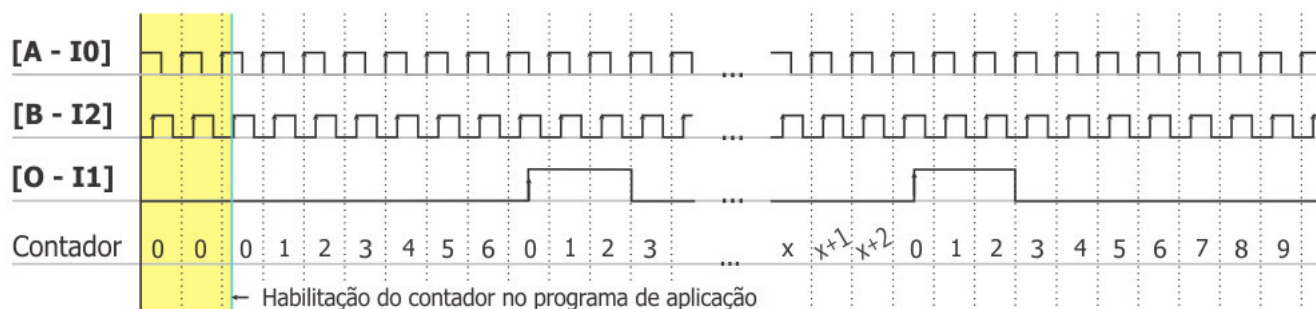 [A - I0]
...
[B - I2]
...
[O - I1]
...
Contador 0 0 0 1 2 3 4 5 6 0 1 2 3 ... x x+1 x+2 0 1 2 3 4 5 6 7 8 9
← Habilitação do contador no programa de aplicação